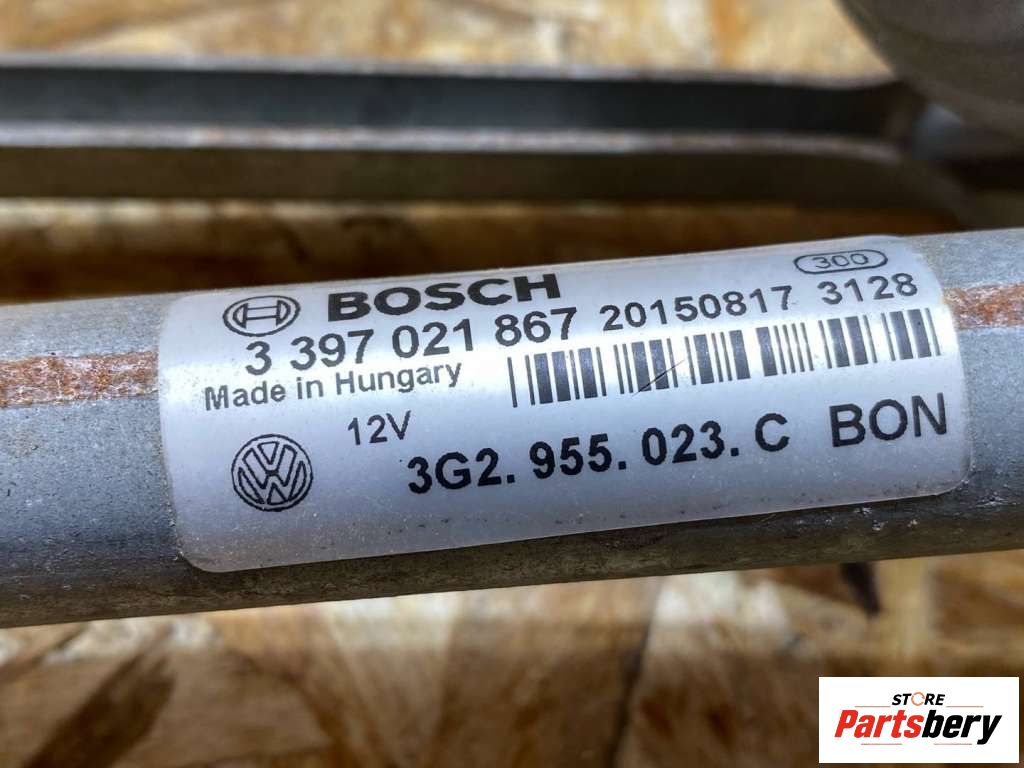 300
BOSCH
3 397 021 867 20150817 3128
Made in Hungary
12V
3G2. 955. 023. C BON
STORE
Partsbery